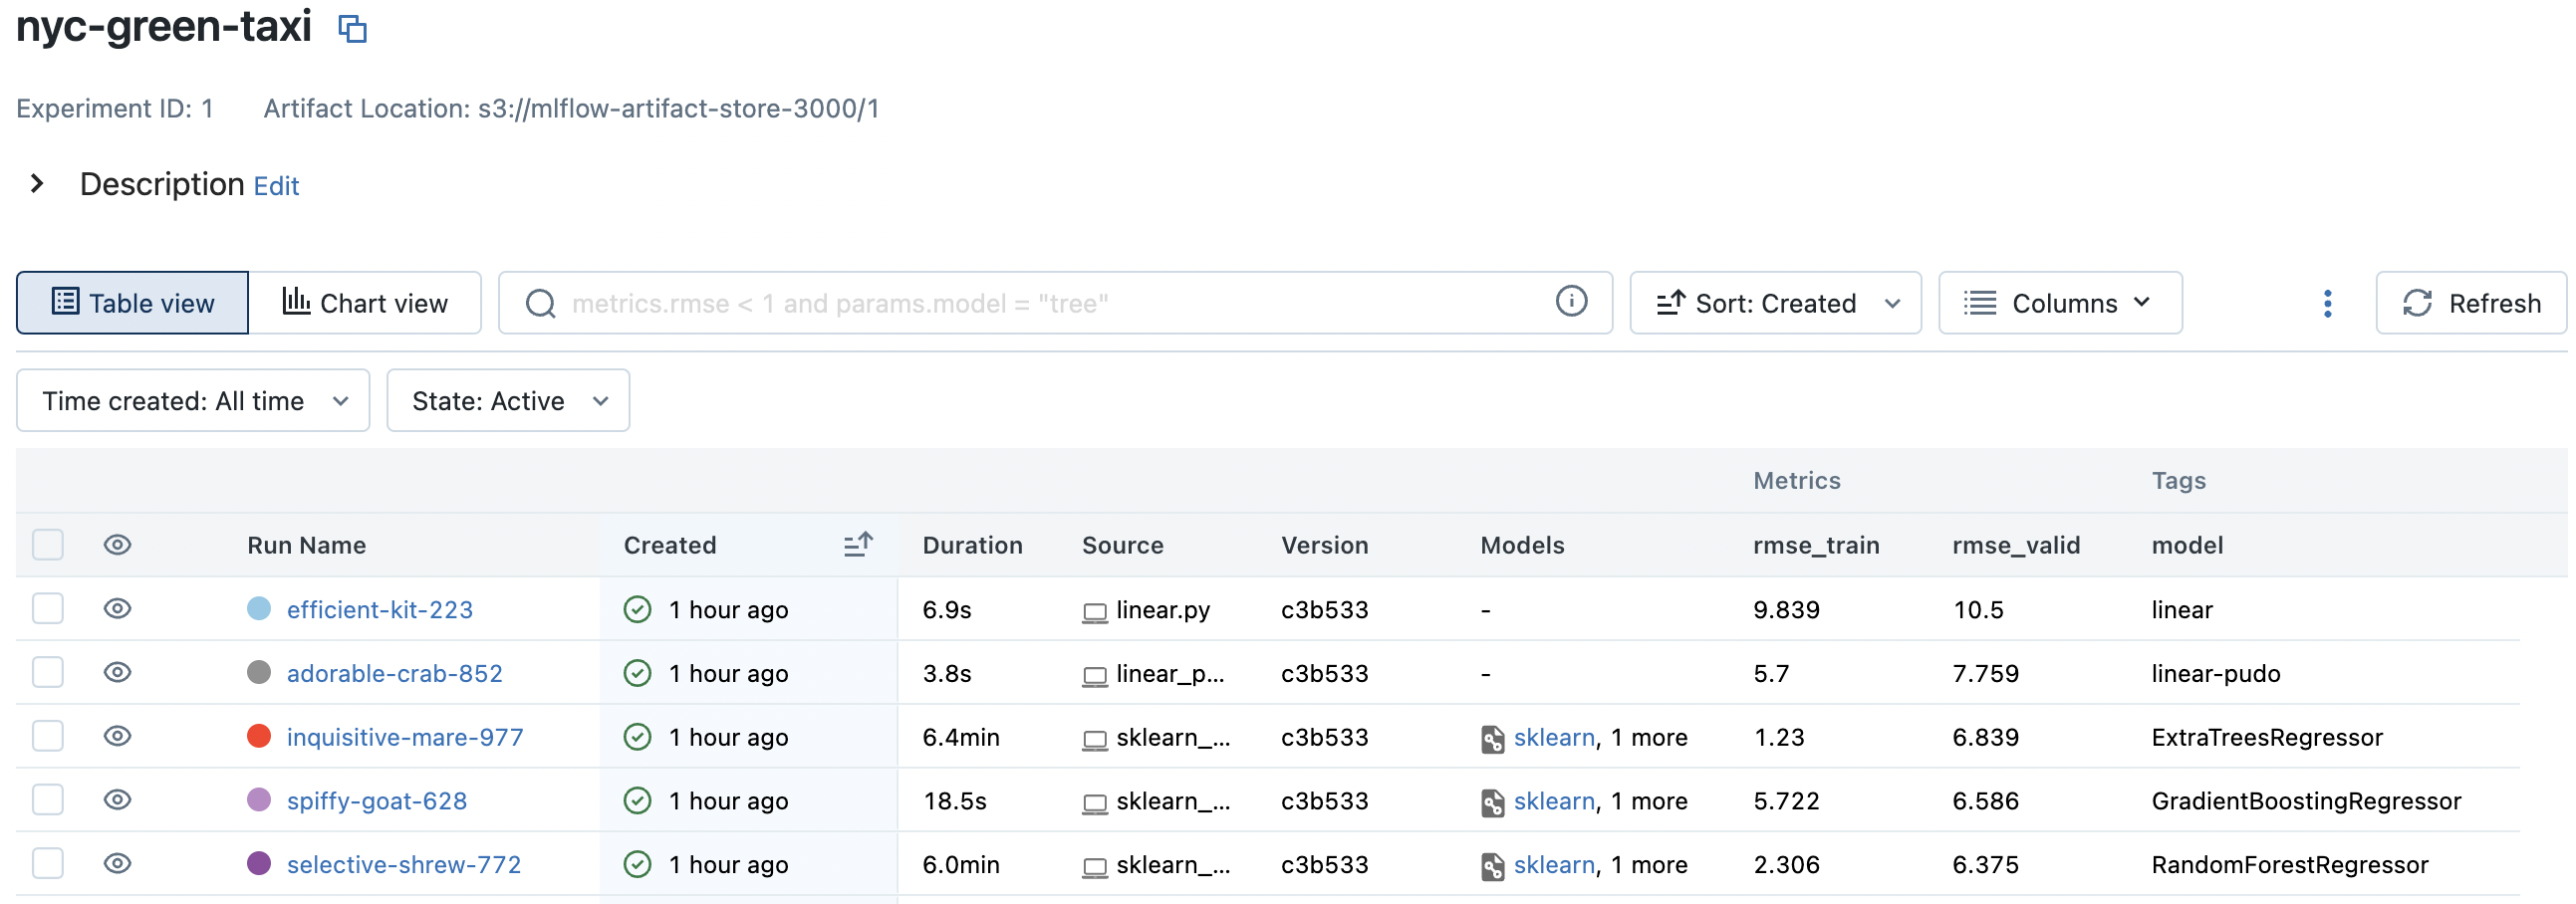 nyc-green-taxi
Experiment ID: 1 Artifact Location: s3://mlflow-artifact-store-3000/1
Description Edit
Table view Chart view metrics.rmse < 1 and params.model = "tree" Sort: Created Columns Refresh
Time created: All time State: Active
Metrics Tags
Run Name Created Duration Source Version Models rmse_train rmse_valid model
efficient-kit-223 1 hour ago 6.9s linear.py c3b533 - 9.839 10.5 linear
adorable-crab-852 1 hour ago 3.8s linear_p... c3b533 - 5.7 7.759 linear-pudo
inquisitive-mare-977 1 hour ago 6.4min sklearn_... c3b533 sklearn, 1 more 1.23 6.839 ExtraTreesRegressor
spiffy-goat-628 1 hour ago 18.5s sklearn_... c3b533 sklearn, 1 more 5.722 6.586 GradientBoostingRegressor
selective-shrew-772 1 hour ago 6.0min sklearn_... c3b533 sklearn, 1 more 2.306 6.375 RandomForestRegressor